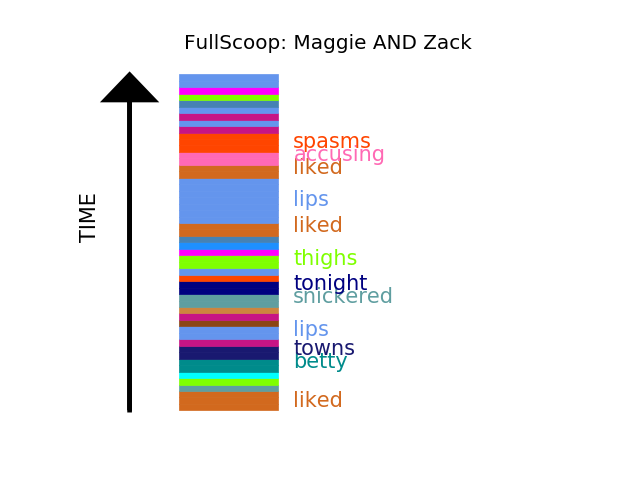 FullScoop: Maggie AND Zack
TIME
spasms
accusing
liked
lips
liked
thighs
tonight
snickered
lips
towns
betty
liked